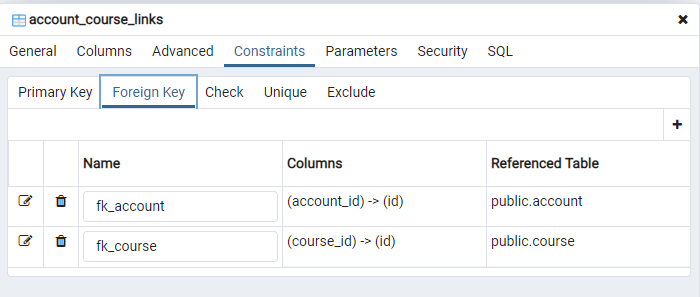 account_course_links
General Columns Advanced Constraints Parameters Security SQL
Primary Key Foreign Key Check Unique Exclude
Name Columns Referenced Table
fk_account (account_id) -> (id) public.account
fk_course (course_id) -> (id) public.course